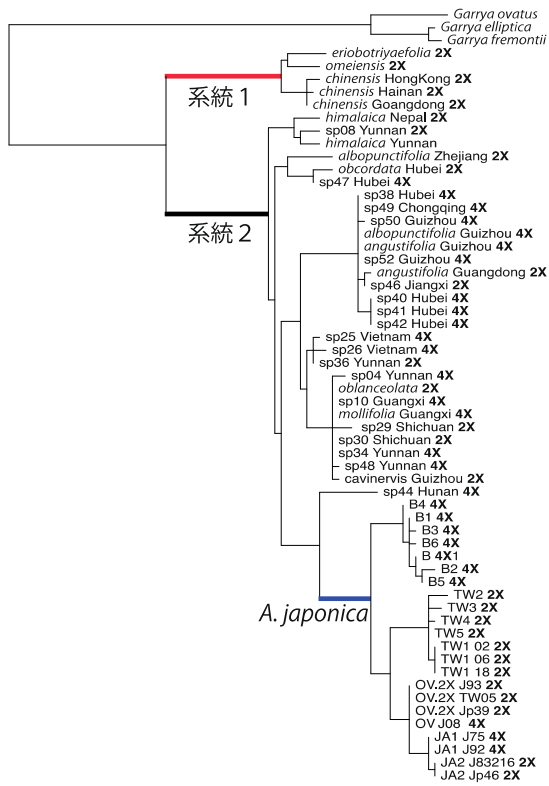 Garrya ovatus
Garrya elliptica
Garrya fremontii
eriobotriyaefolia 2X
omeiensis 2X
系統1
chinensis HongKong 2X
chinensis Hainan 2X
chinensis Goangdong 2X
himalaica Nepal 2X
sp08 Yunnan 2X
himalaica Yunnan
albopunctifolia Zhejiang 2X
obcordata Hubei 2X
sp47 Hubei 4X
系統2
sp38 Hubei 4X
sp49 Chongqing 4X
sp50 Guizhou 4X
albopunctifolia Guizhou 4X
angustifolia Guizhou 4X
sp52 Guizhou 4X
angustifolia Guangdong 2X
sp46 Jiangxi 2X
sp40 Hubei 4X
sp41 Hubei 4X
sp42 Hubei 4X
sp25 Vietnam 4X
sp26 Vietnam 4X
sp36 Yunnan 2X
sp04 Yunnan 4X
oblanceolata 2X
sp10 Guangxi 4X
mollifolia Guangxi 4X
sp29 Shichuan 2X
sp30 Shichuan 2X
sp34 Yunnan 4X
sp48 Yunnan 4X
cavinervis Guizhou 2X
sp44 Hunan 4X
B4 4X
B1 4X
B3 4X
B6 4X
B 4X1
B2 4X
B5 4X
A. japonica
TW2 2X
TW3 2X
TW4 2X
TW5 2X
TW1 02 2X
TW1 06 2X
TW1 18 2X
OV.2X J93 2X
OV.2X TW05 2X
OV.2X Jp39 2X
OV J08 4X
JA1 J75 4X
JA1 J92 4X
JA2 J83216 2X
JA2 Jp46 2X